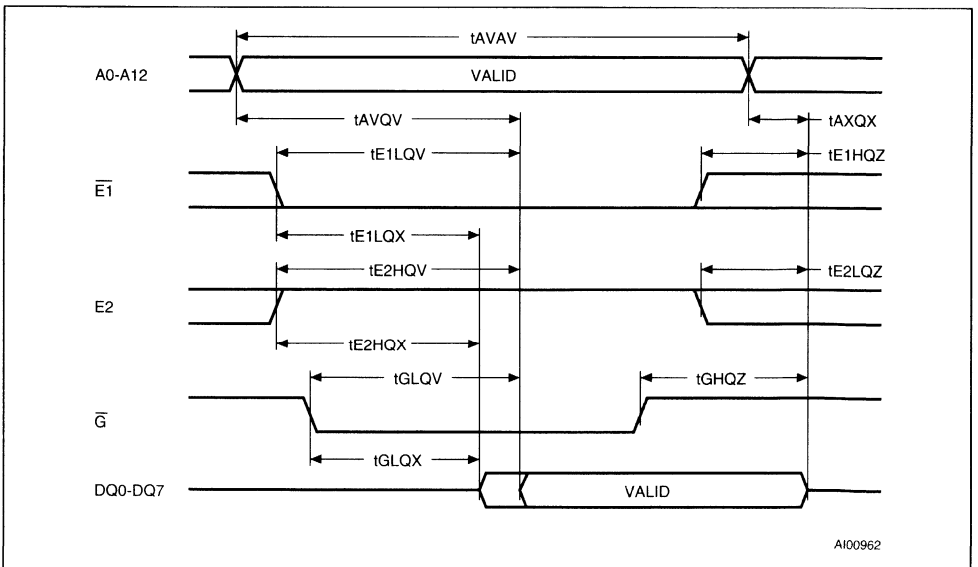 tAVAV
A0-A12 VALID
tAVQV tAXQX
tE1LQV tE1HQZ
E1
tE1LQX
tE2HQV tE2LQZ
E2
tE2HQX
tGLQV tGHQZ
G
tGLQX
DQ0-DQ7 VALID
AI00962